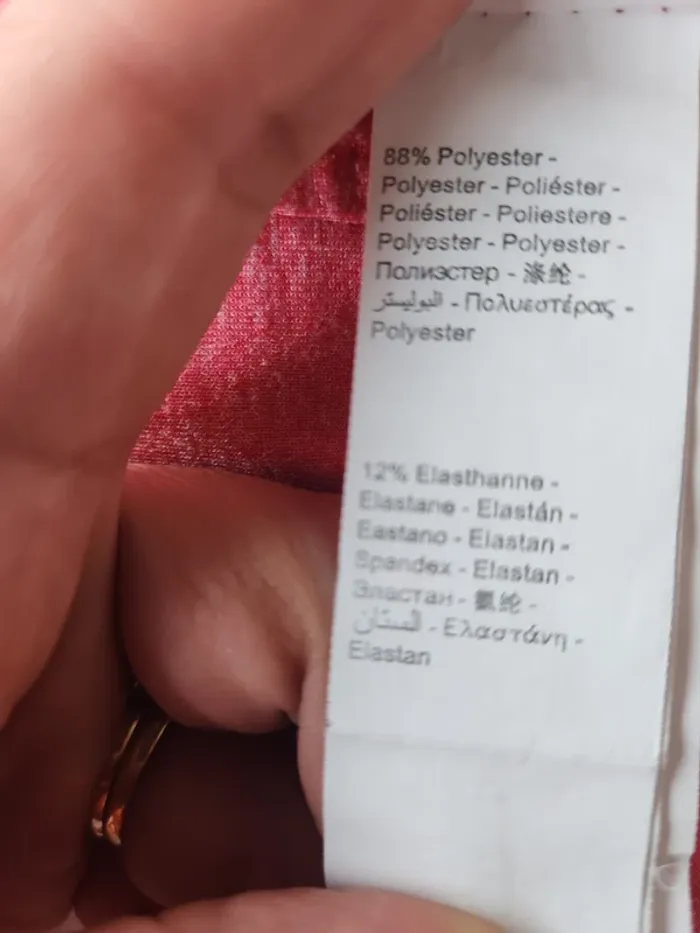 88% Polyester -
Polyester - Poliéster -
Poliéster - Poliestere -
Polyester - Polyester -
Полиэстер - 涤纶 -
البوليستر - Πολυεστέρας -
Polyester
12% Elasthanne -
Elastane - Elastán -
Eastano - Elastan -
Spandex - Elastan -
Эластан - 氨纶 -
الستان - Ελαστάνη -
Elastan